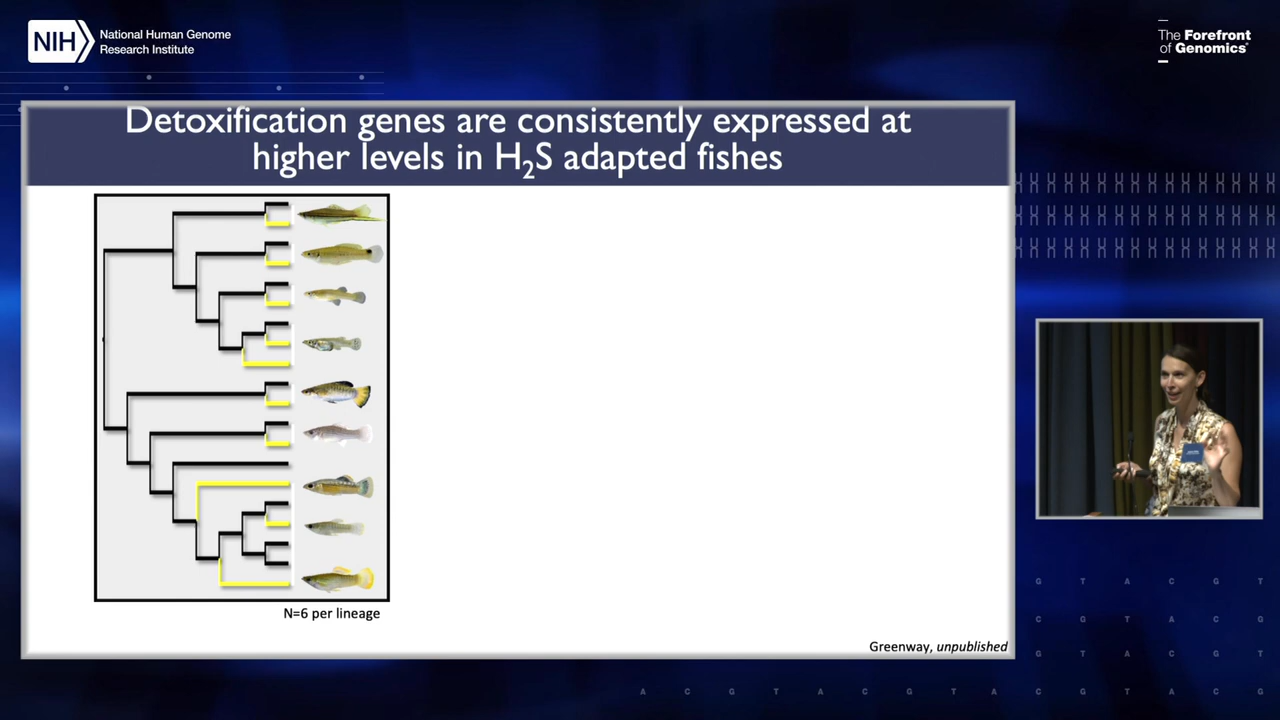 NIH
National Human Genome
Research Institute
The Forefront
of Genomics®
Detoxification genes are consistently expressed at
higher levels in H₂S adapted fishes
N=6 per lineage
Greenway, unpublished
G T A C G T
C G T A C G
G T A C G T
A C G T A C G T A C G T A C G